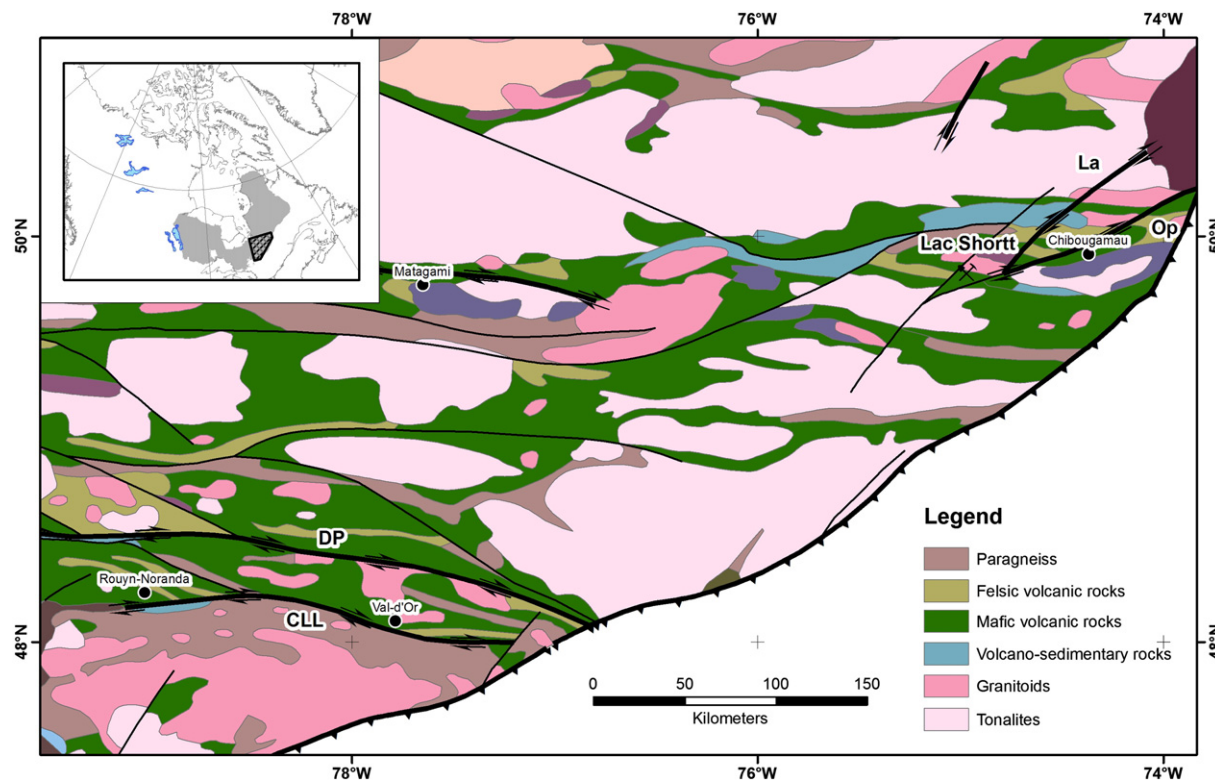 78°W 76°W 74°W
La
50°N 50°N
Op
Lac Shortt
Chibougamau
Matagami
Legend
DP
Paragneiss
Rouyn-Noranda
Felsic volcanic rocks
Val-d'Or
Mafic volcanic rocks
CLL
48°N 48°N
Volcano-sedimentary rocks
0 50 100 150
Granitoids
Kilometers
Tonalites
78°W 76°W 74°W